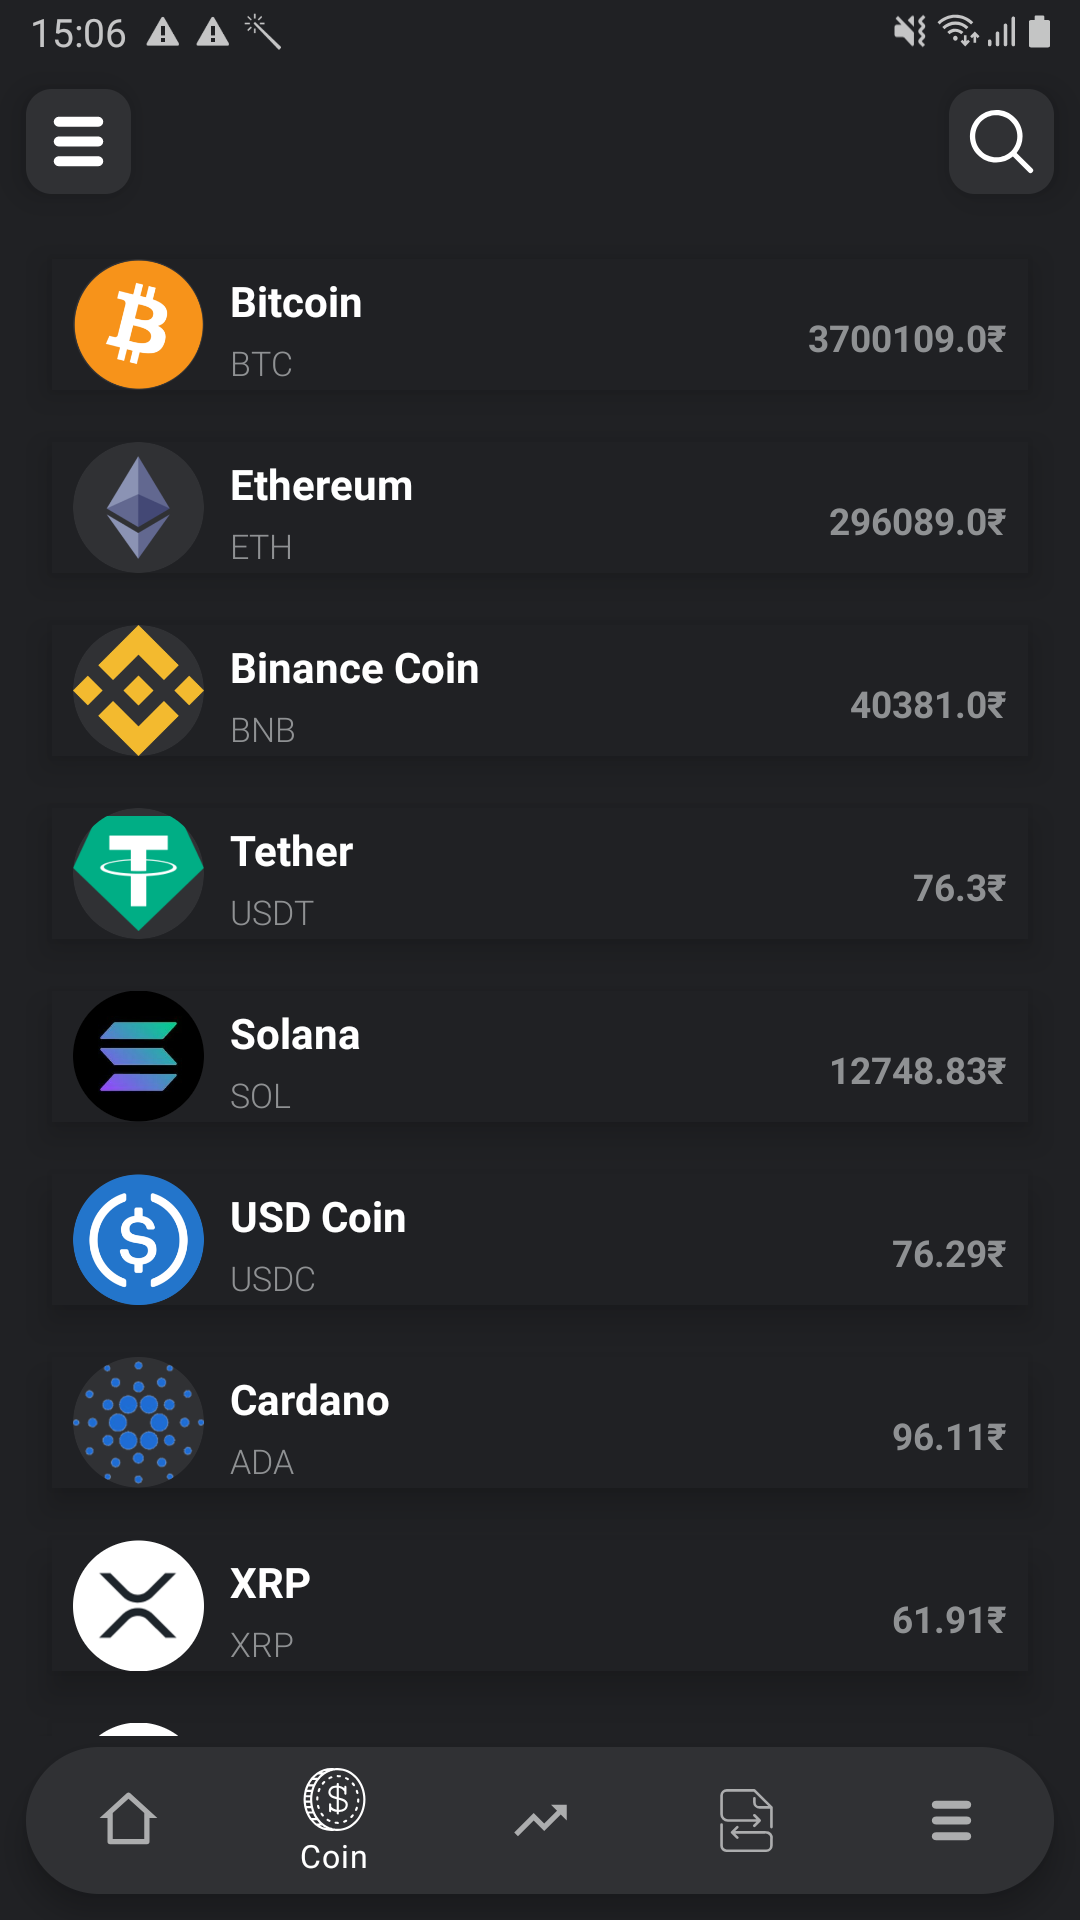 15:06
Bitcoin
BTC
3700109.0₹
Ethereum
ETH
296089.0₹
Binance Coin
BNB
40381.0₹
Tether
USDT
76.3₹
Solana
SOL
12748.83₹
USD Coin
USDC
76.29₹
Cardano
ADA
96.11₹
XRP
XRP
61.91₹
Coin